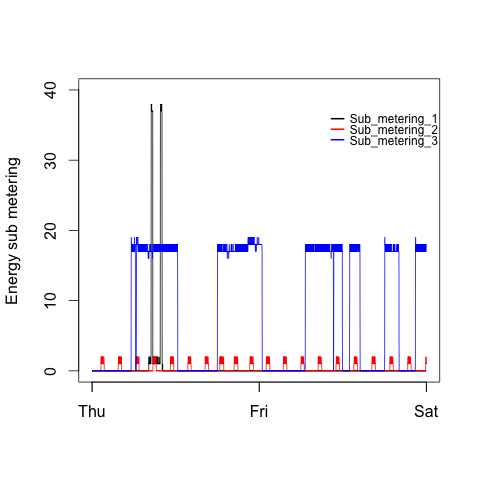 Energy sub metering
40
30
20
10
0
Sub_metering_1
Sub_metering_2
Sub_metering_3
Thu Fri Sat